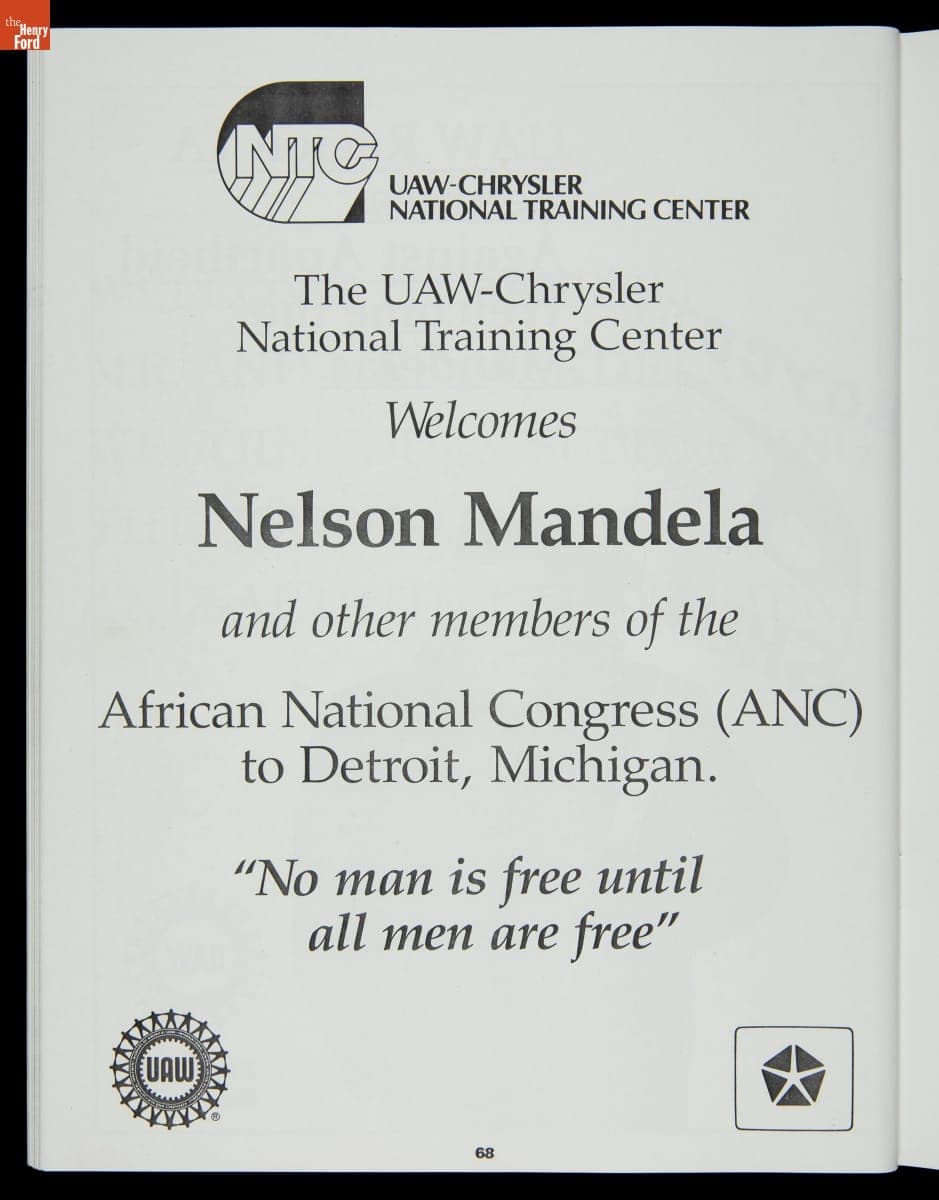 the
Henry
Ford
NTC
UAW-CHRYSLER
NATIONAL TRAINING CENTER
The UAW-Chrysler
National Training Center
Welcomes
Nelson Mandela
and other members of the
African National Congress (ANC)
to Detroit, Michigan.
“No man is free until
all men are free”
UAW
®
68